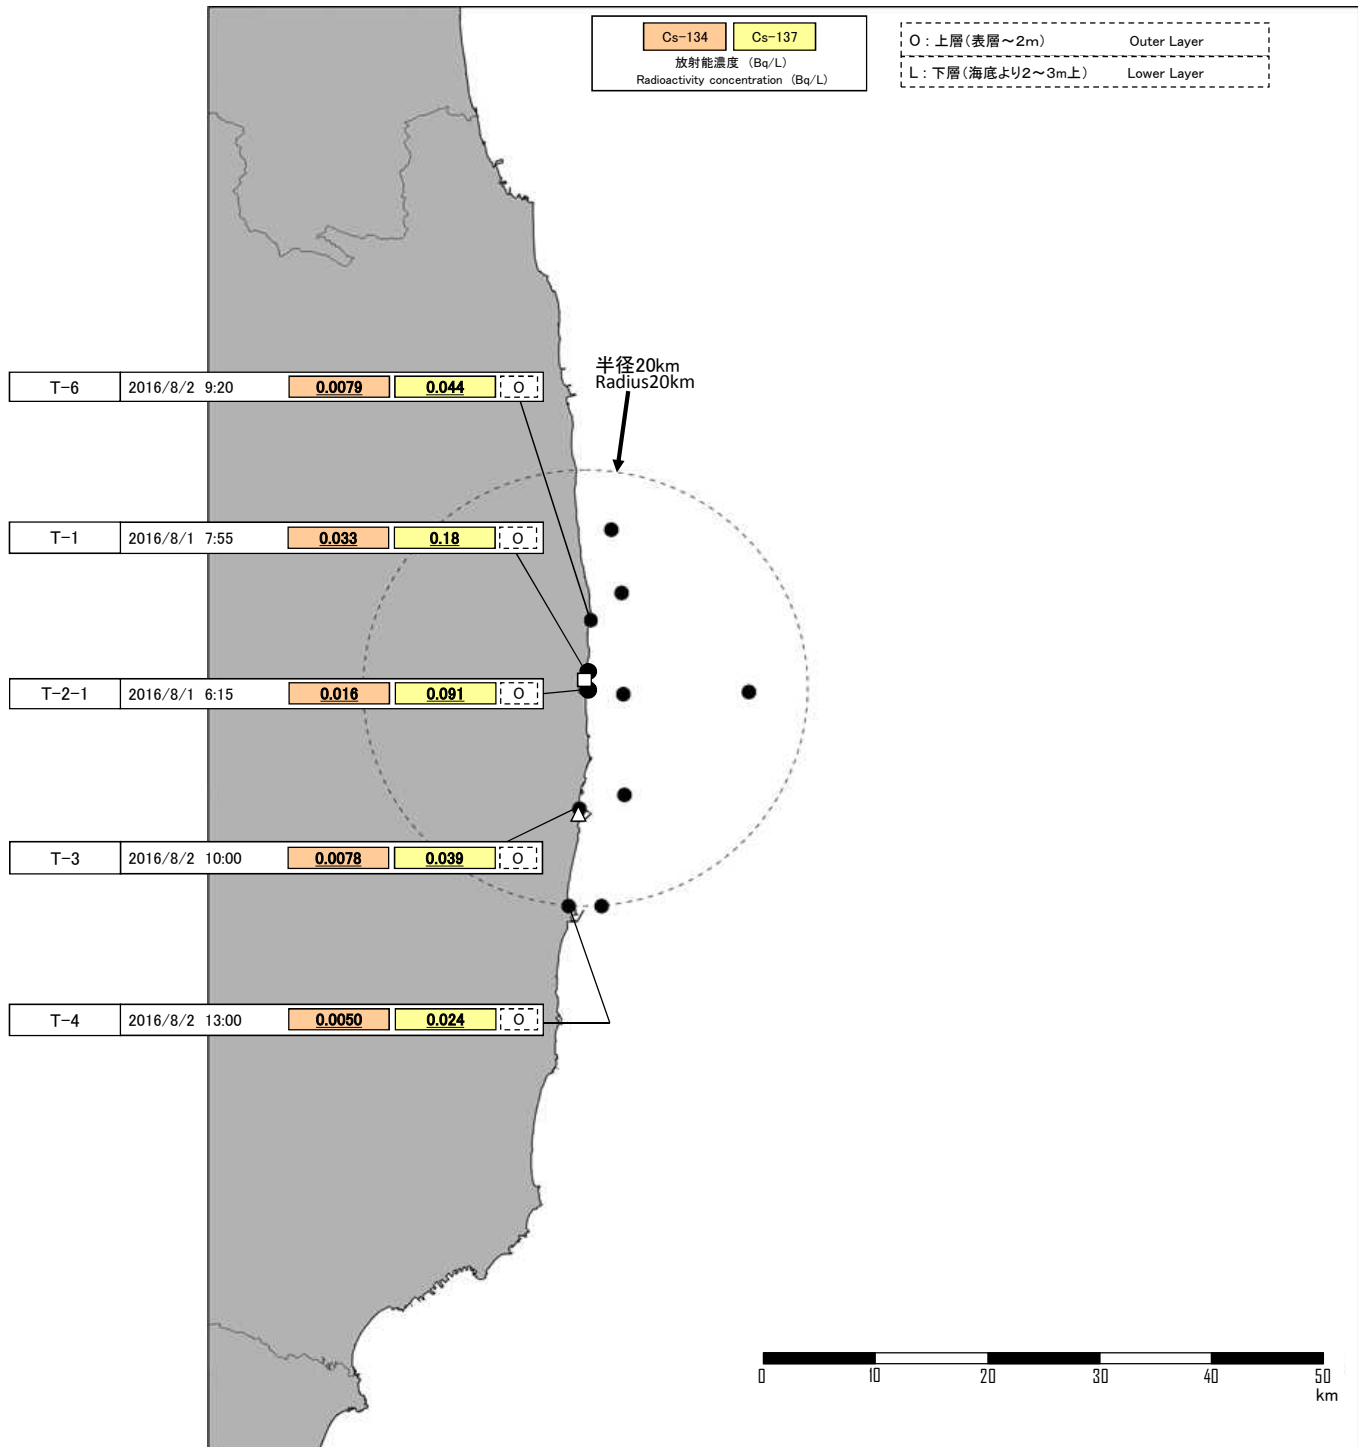 Cs-134 Cs-137
放射能濃度 (Bq/L)
Radioactivity concentration (Bq/L)
O : 上層(表層～2m) Outer Layer
L : 下層(海底より2～3m上) Lower Layer
半径20km
Radius20km
T-6 2016/8/2 9:20 0.0079 0.044 O
T-1 2016/8/1 7:55 0.033 0.18 O
T-2-1 2016/8/1 6:15 0.016 0.091 O
T-3 2016/8/2 10:00 0.0078 0.039 O
T-4 2016/8/2 13:00 0.0050 0.024 O
0 10 20 30 40 50
km